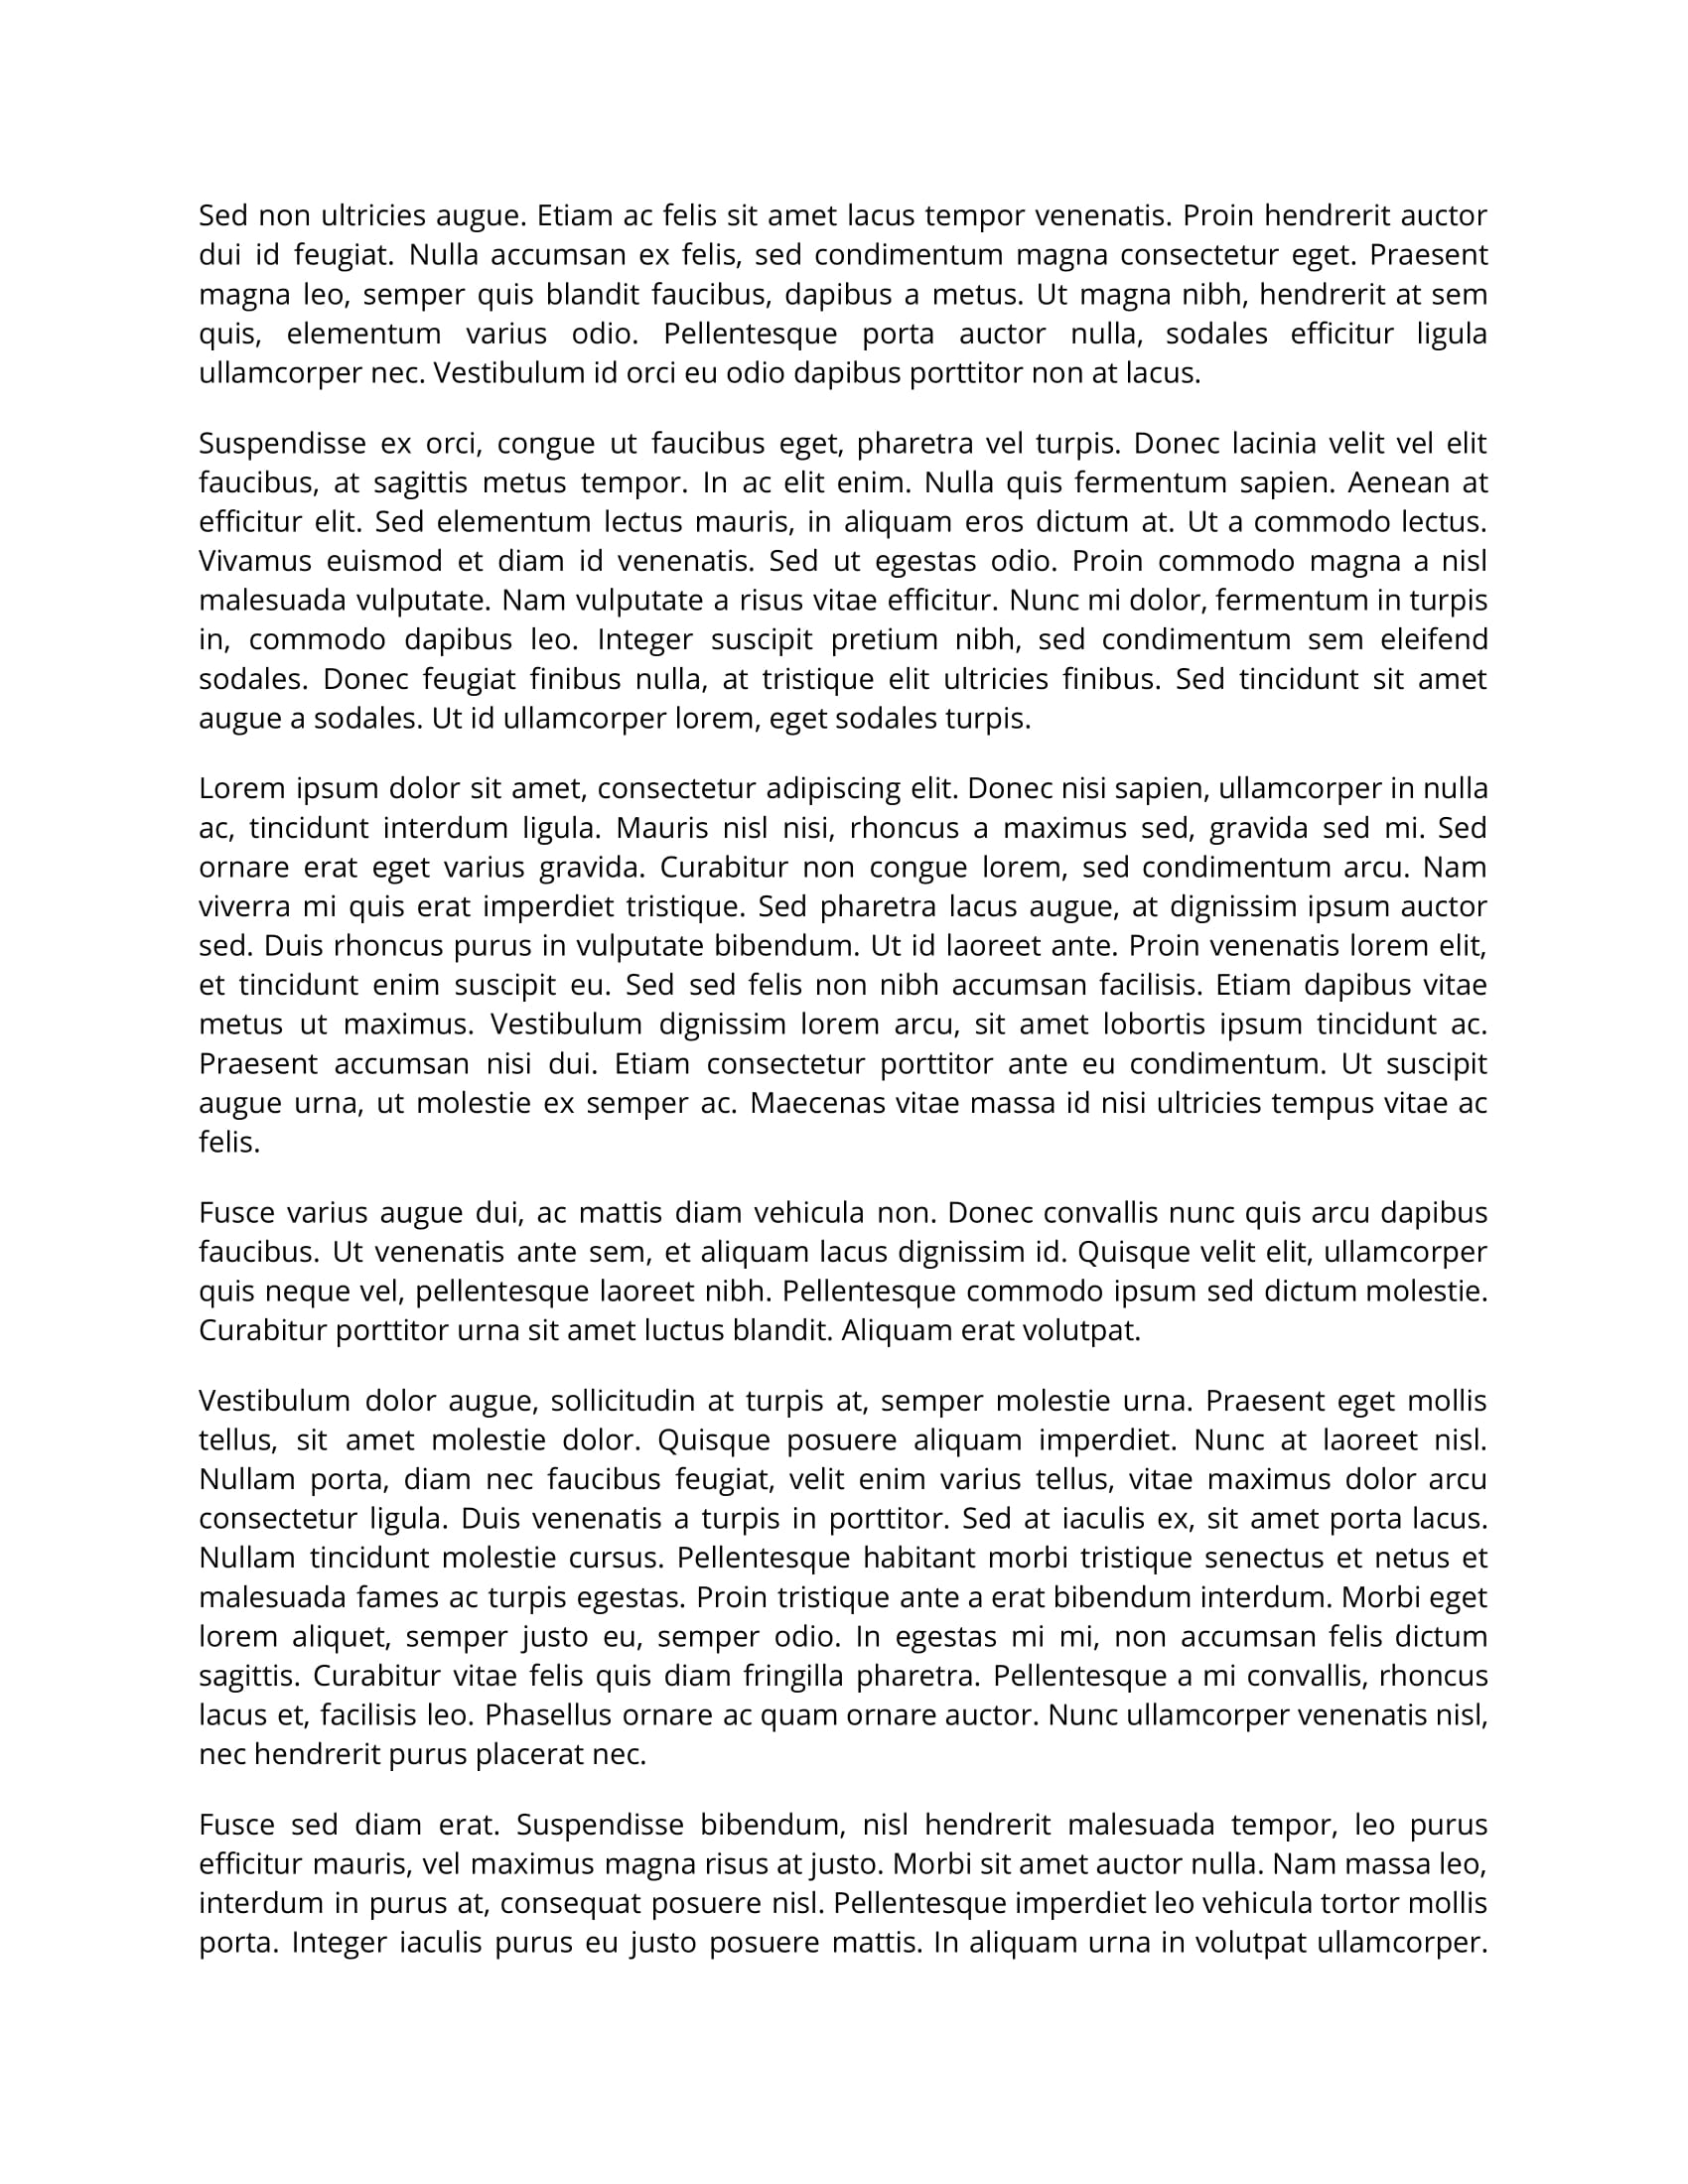 Sed non ultricies augue. Etiam ac felis sit amet lacus tempor venenatis. Proin hendrerit auctor
dui id feugiat. Nulla accumsan ex felis, sed condimentum magna consectetur eget. Praesent
magna leo, semper quis blandit faucibus, dapibus a metus. Ut magna nibh, hendrerit at sem
quis, elementum varius odio. Pellentesque porta auctor nulla, sodales efficitur ligula
ullamcorper nec. Vestibulum id orci eu odio dapibus porttitor non at lacus.
Suspendisse ex orci, congue ut faucibus eget, pharetra vel turpis. Donec lacinia velit vel elit
faucibus, at sagittis metus tempor. In ac elit enim. Nulla quis fermentum sapien. Aenean at
efficitur elit. Sed elementum lectus mauris, in aliquam eros dictum at. Ut a commodo lectus.
Vivamus euismod et diam id venenatis. Sed ut egestas odio. Proin commodo magna a nisl
malesuada vulputate. Nam vulputate a risus vitae efficitur. Nunc mi dolor, fermentum in turpis
in, commodo dapibus leo. Integer suscipit pretium nibh, sed condimentum sem eleifend
sodales. Donec feugiat finibus nulla, at tristique elit ultricies finibus. Sed tincidunt sit amet
augue a sodales. Ut id ullamcorper lorem, eget sodales turpis.
Lorem ipsum dolor sit amet, consectetur adipiscing elit. Donec nisi sapien, ullamcorper in nulla
ac, tincidunt interdum ligula. Mauris nisl nisi, rhoncus a maximus sed, gravida sed mi. Sed
ornare erat eget varius gravida. Curabitur non congue lorem, sed condimentum arcu. Nam
viverra mi quis erat imperdiet tristique. Sed pharetra lacus augue, at dignissim ipsum auctor
sed. Duis rhoncus purus in vulputate bibendum. Ut id laoreet ante. Proin venenatis lorem elit,
et tincidunt enim suscipit eu. Sed sed felis non nibh accumsan facilisis. Etiam dapibus vitae
metus ut maximus. Vestibulum dignissim lorem arcu, sit amet lobortis ipsum tincidunt ac.
Praesent accumsan nisi dui. Etiam consectetur porttitor ante eu condimentum. Ut suscipit
augue urna, ut molestie ex semper ac. Maecenas vitae massa id nisi ultricies tempus vitae ac
felis.
Fusce varius augue dui, ac mattis diam vehicula non. Donec convallis nunc quis arcu dapibus
faucibus. Ut venenatis ante sem, et aliquam lacus dignissim id. Quisque velit elit, ullamcorper
quis neque vel, pellentesque laoreet nibh. Pellentesque commodo ipsum sed dictum molestie.
Curabitur porttitor urna sit amet luctus blandit. Aliquam erat volutpat.
Vestibulum dolor augue, sollicitudin at turpis at, semper molestie urna. Praesent eget mollis
tellus, sit amet molestie dolor. Quisque posuere aliquam imperdiet. Nunc at laoreet nisl.
Nullam porta, diam nec faucibus feugiat, velit enim varius tellus, vitae maximus dolor arcu
consectetur ligula. Duis venenatis a turpis in porttitor. Sed at iaculis ex, sit amet porta lacus.
Nullam tincidunt molestie cursus. Pellentesque habitant morbi tristique senectus et netus et
malesuada fames ac turpis egestas. Proin tristique ante a erat bibendum interdum. Morbi eget
lorem aliquet, semper justo eu, semper odio. In egestas mi mi, non accumsan felis dictum
sagittis. Curabitur vitae felis quis diam fringilla pharetra. Pellentesque a mi convallis, rhoncus
lacus et, facilisis leo. Phasellus ornare ac quam ornare auctor. Nunc ullamcorper venenatis nisl,
nec hendrerit purus placerat nec.
Fusce sed diam erat. Suspendisse bibendum, nisl hendrerit malesuada tempor, leo purus
efficitur mauris, vel maximus magna risus at justo. Morbi sit amet auctor nulla. Nam massa leo,
interdum in purus at, consequat posuere nisl. Pellentesque imperdiet leo vehicula tortor mollis
porta. Integer iaculis purus eu justo posuere mattis. In aliquam urna in volutpat ullamcorper.